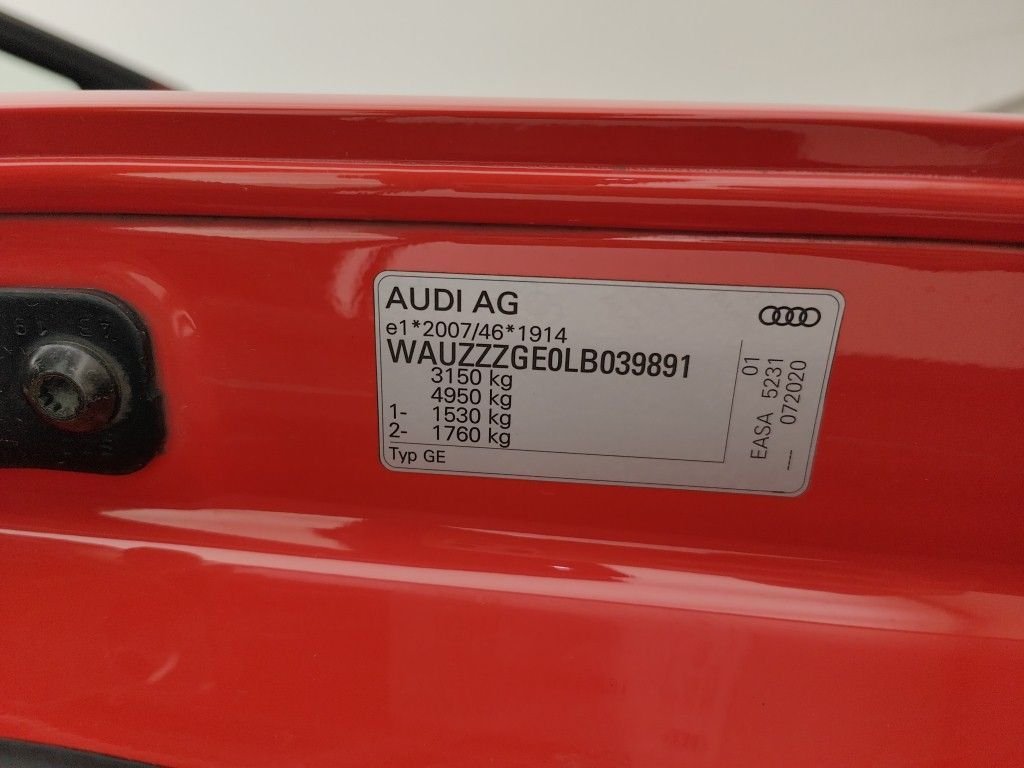 AUDI AG
e1*2007/46*1914
WAUZZZGE0LB039891
3150 kg
4950 kg
1- 1530 kg
2- 1760 kg
Typ GE
01
EASA 5231
---- 072020